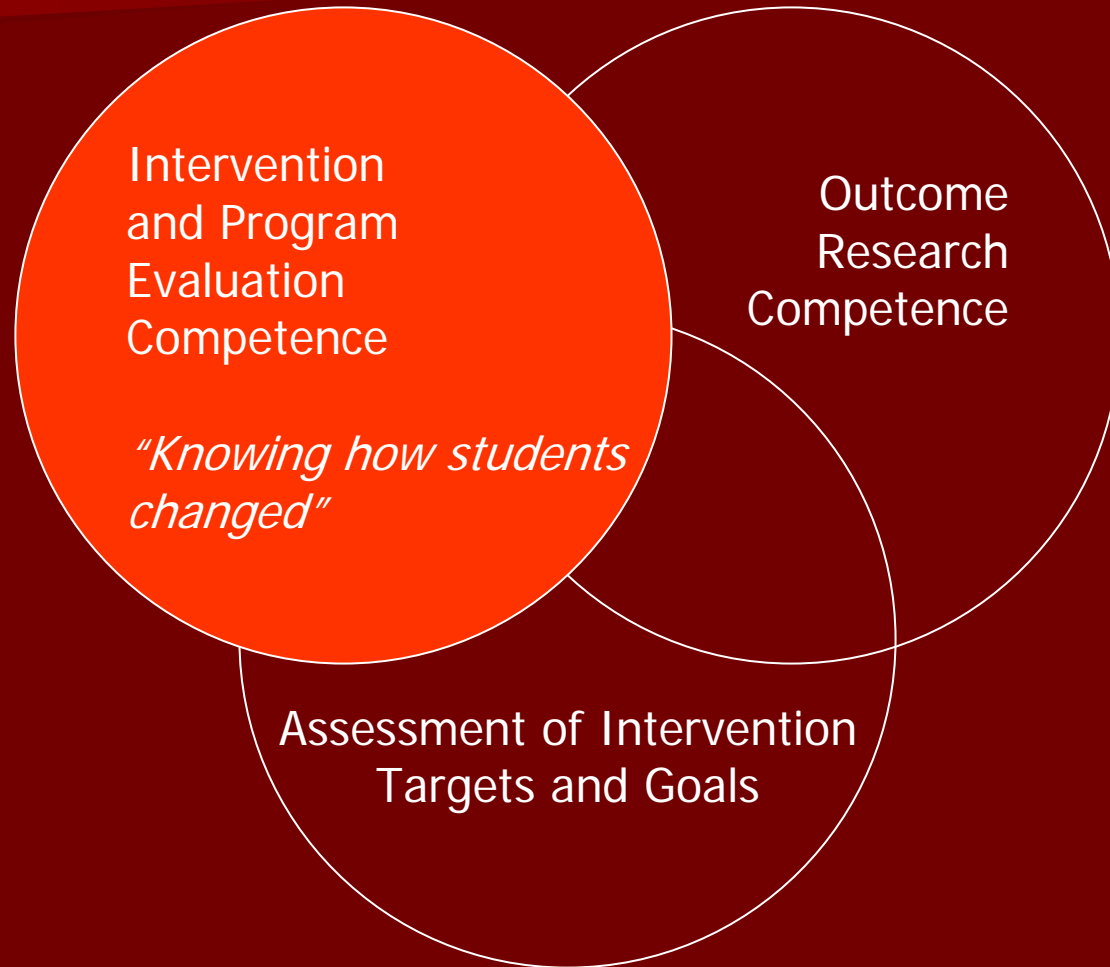 Intervention
and Program
Evaluation
Competence
“Knowing how students
changed”
Outcome
Research
Competence
Assessment of Intervention
Targets and Goals